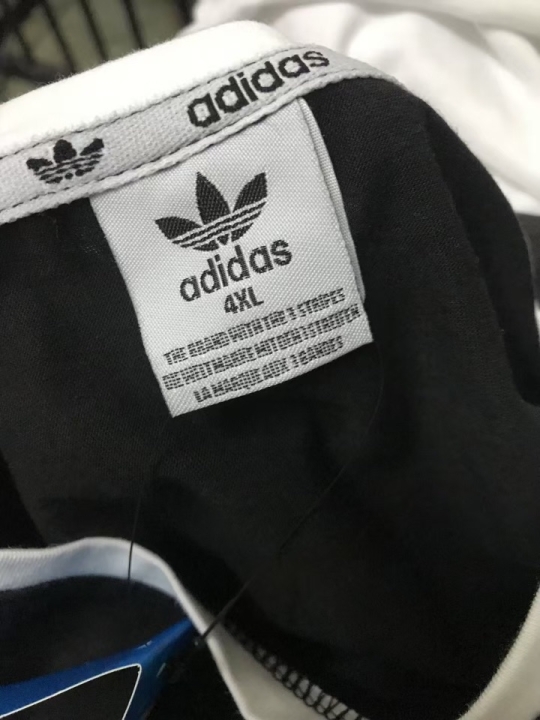 adidas
adidas
4XL
THE BRAND WITH THE 3 STRIPES
DIE WELTMARKE MIT DEN 3 STREIFEN
LA MARQUE AUX 3 BANDES